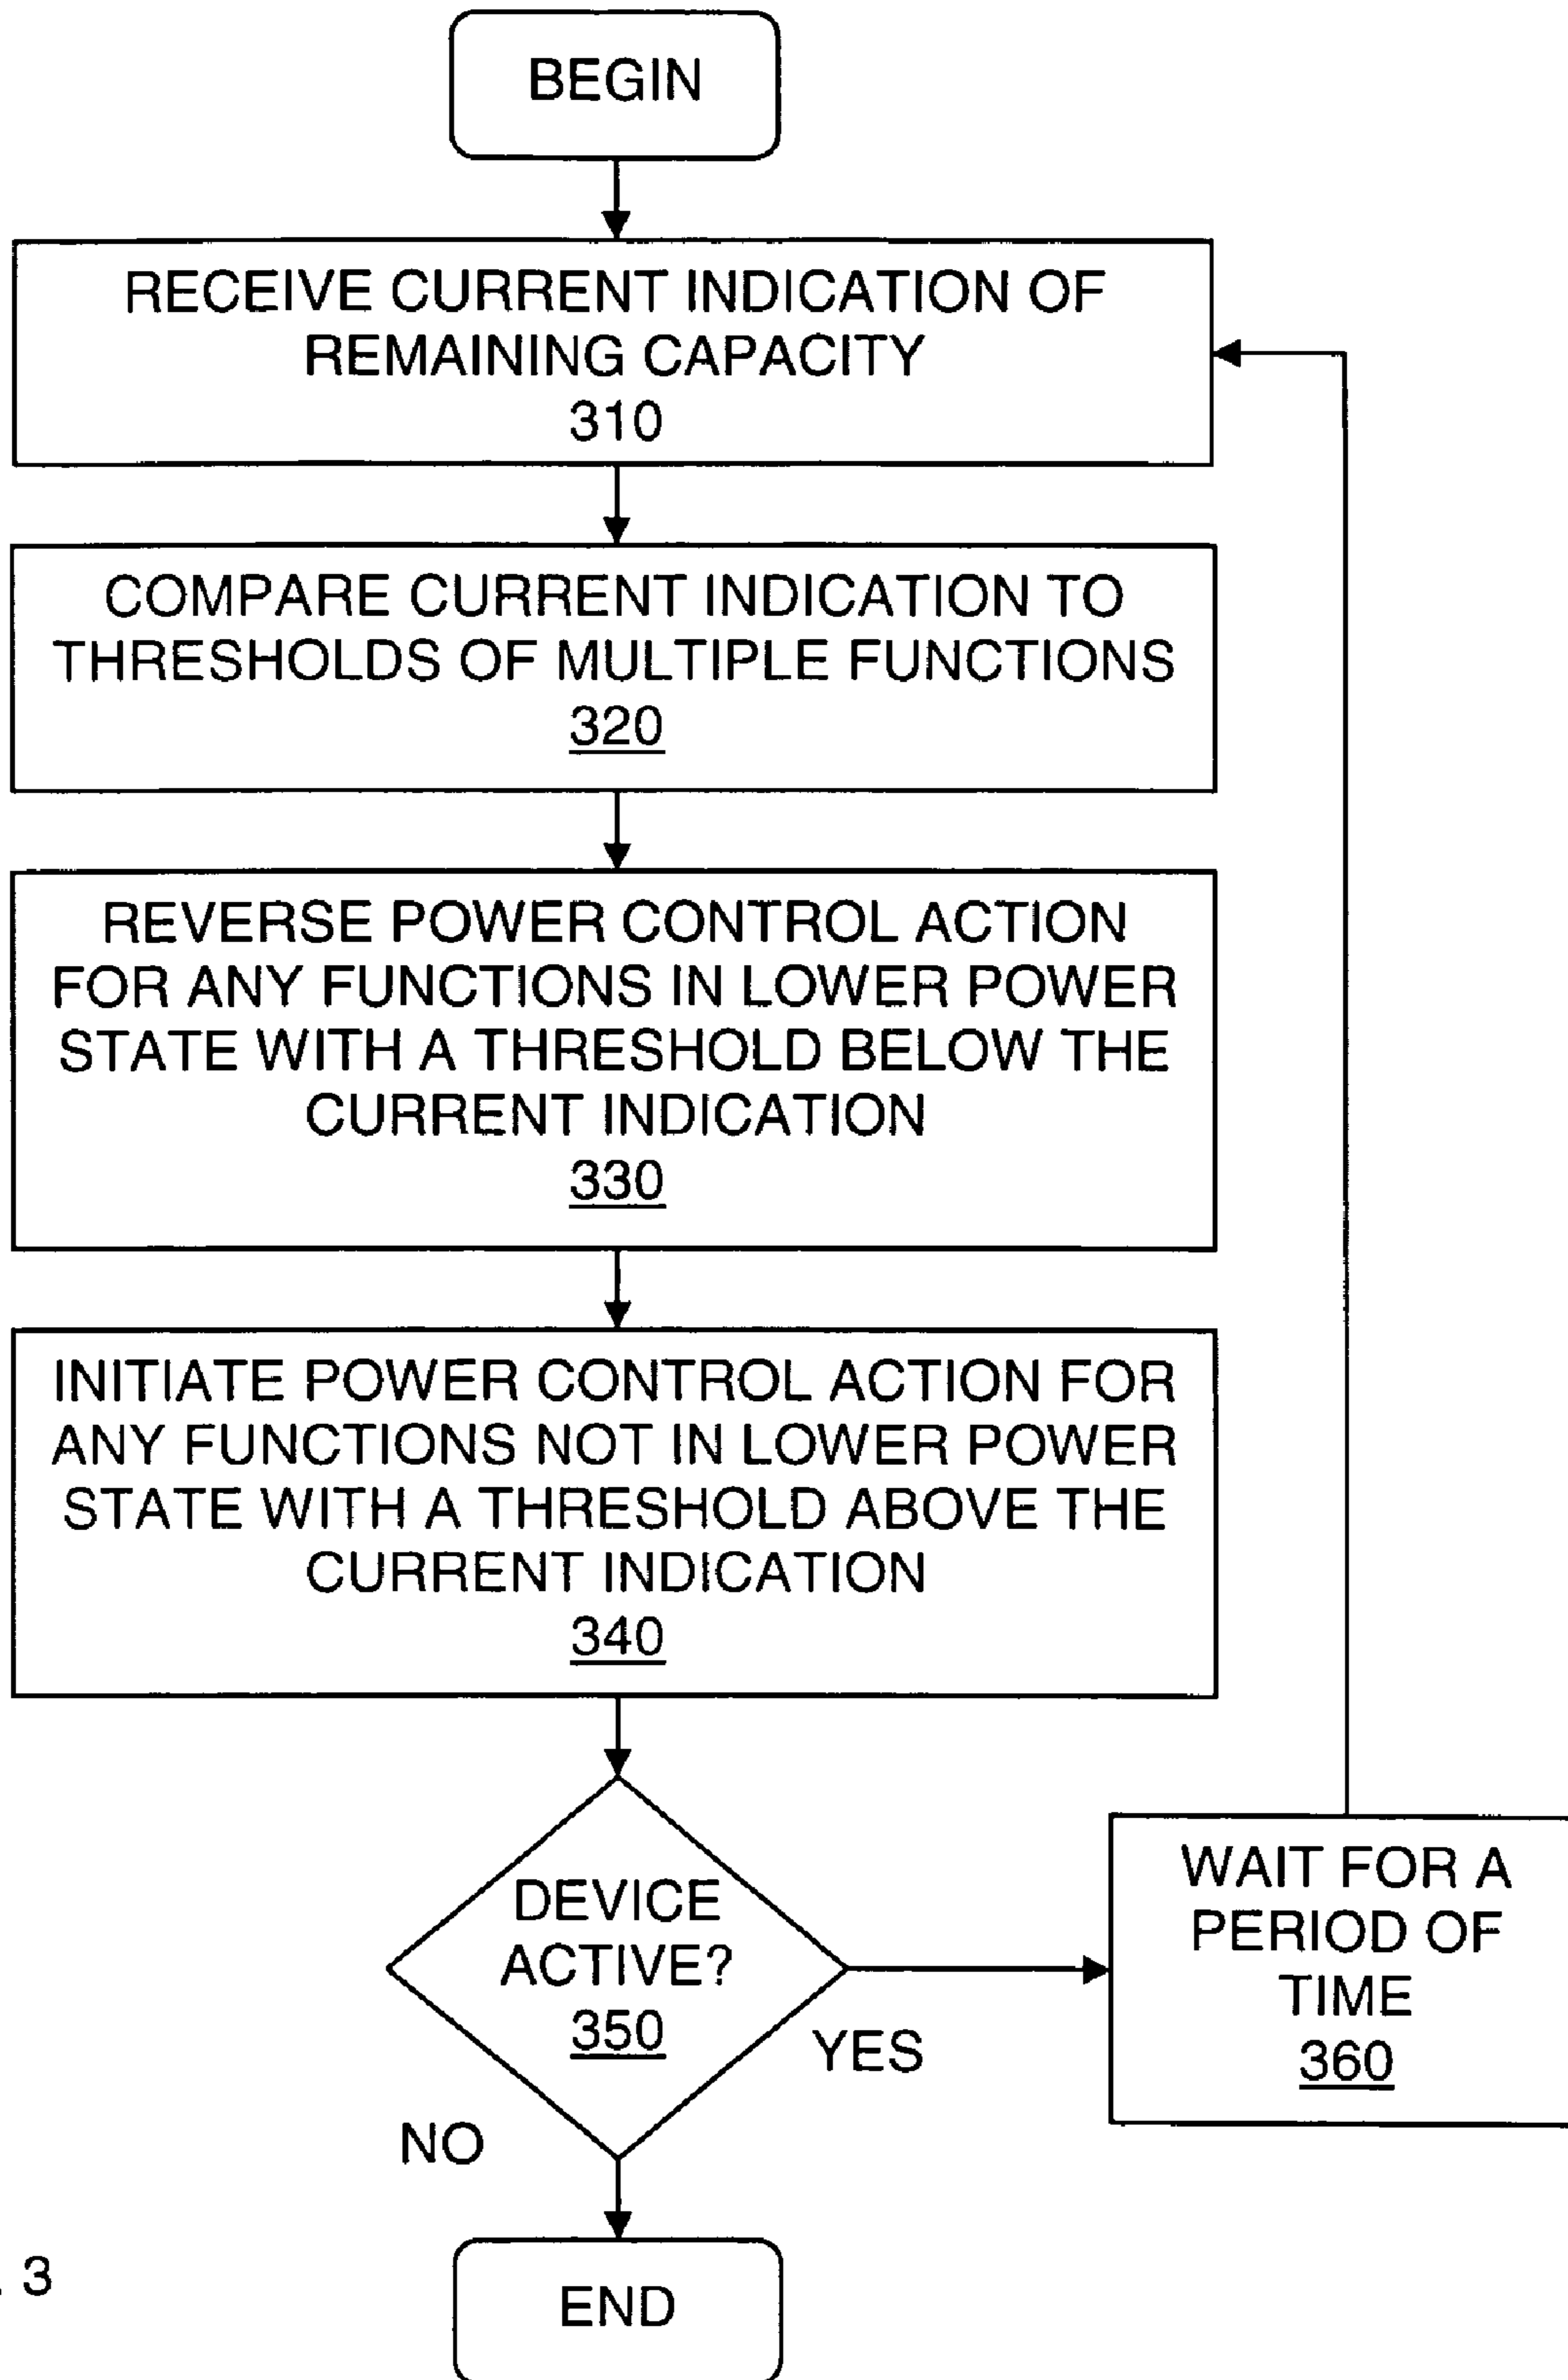 BEGIN
RECEIVE CURRENT INDICATION OF
REMAINING CAPACITY
310
COMPARE CURRENT INDICATION TO
THRESHOLDS OF MULTIPLE FUNCTIONS
320
REVERSE POWER CONTROL ACTION
FOR ANY FUNCTIONS IN LOWER POWER
STATE WITH A THRESHOLD BELOW THE
CURRENT INDICATION
330
INITIATE POWER CONTROL ACTION FOR
ANY FUNCTIONS NOT IN LOWER POWER
STATE WITH A THRESHOLD ABOVE THE
CURRENT INDICATION
340
DEVICE
ACTIVE?
350
YES
NO
WAIT FOR A
PERIOD OF
TIME
360
END
. 3